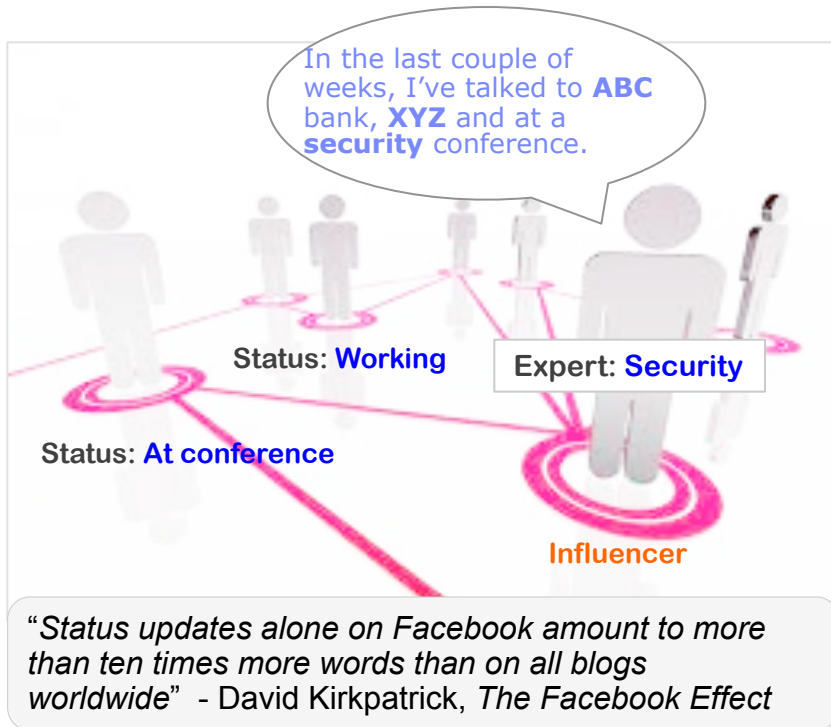 In the last couple of
weeks, I’ve talked to ABC
bank, XYZ and at a
security conference.
Status: Working
Expert: Security
Status: At conference
Influencer
“Status updates alone on Facebook amount to more
than ten times more words than on all blogs
worldwide”  - David Kirkpatrick, The Facebook Effect